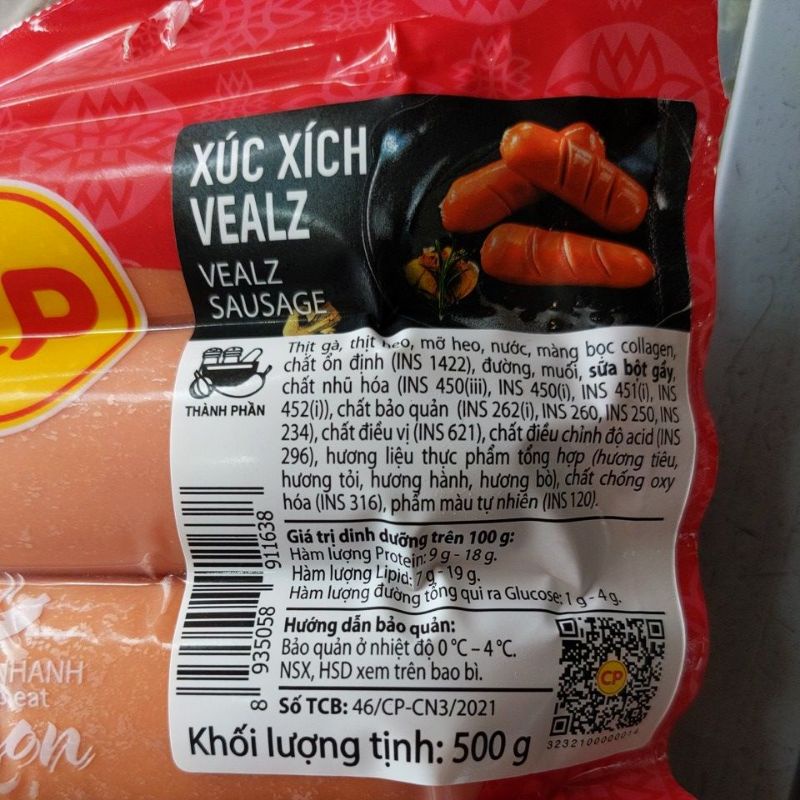 XÚC XÍCH
VEALZ
VEALZ
SAUSAGE
CP
THÀNH PHẦN
Thịt gà, thịt heo, mỡ heo, nước, màng bọc collagen,
chất ổn định (INS 1422), đường, muối, sữa bột gầy,
chất nhũ hóa (INS 450(iii), INS 450(i), INS 451(i), INS
452(i)), chất bảo quản (INS 262(i), INS 260, INS 250, INS
234), chất điều vị (INS 621), chất điều chỉnh độ acid (INS
296), hương liệu thực phẩm tổng hợp (hương tiêu,
hương tỏi, hương hành, hương bò), chất chống oxy
hóa (INS 316), phẩm màu tự nhiên (INS 120).
Giá trị dinh dưỡng trên 100 g:
Hàm lượng Protein: 9 g - 18 g.
Hàm lượng Lipid: 7 g - 19 g.
Hàm lượng đường tổng qui ra Glucose: 1 g - 4 g.
Hướng dẫn bảo quản:
Bảo quản ở nhiệt độ 0 °C – 4 °C.
NSX, HSD xem trên bao bì.
Số TCB: 46/CP-CN3/2021
Khối lượng tịnh: 500 g
8 935058 911638
CP
3232100000014
NHANH
eat
on